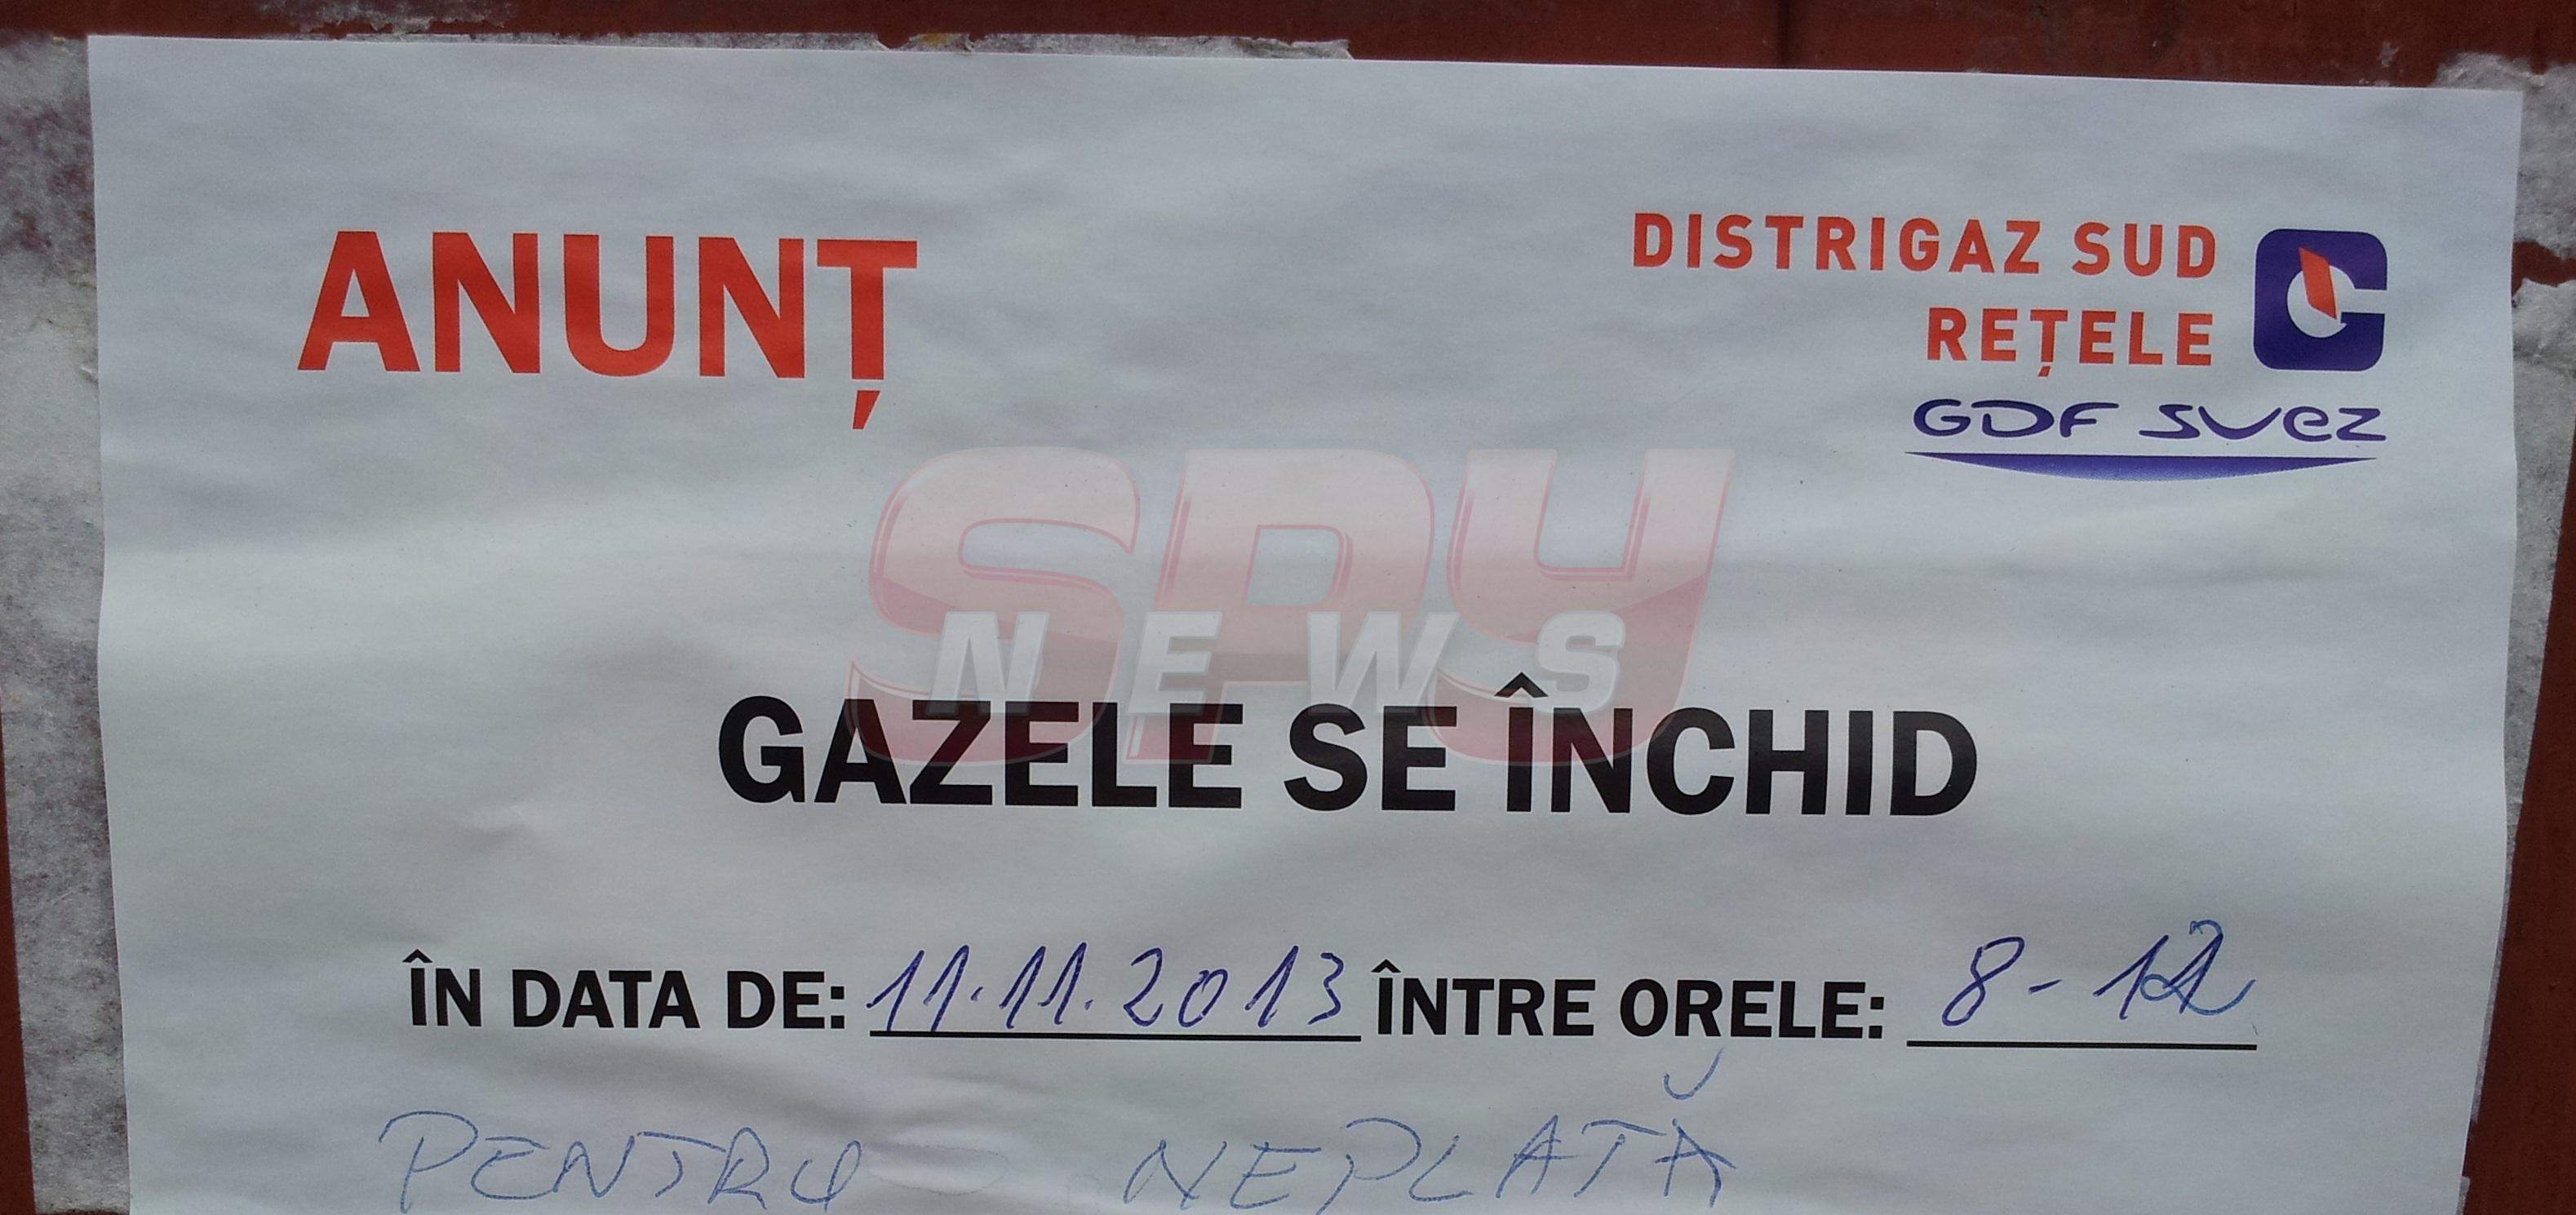 ANUNȚ
DISTRIGAZ SUD
REȚELE
GDF SUEZ
SPY
NEWS
GAZELE SE ÎNCHID
ÎN DATA DE: 11.11.2013 ÎNTRE ORELE: 8-12
PENTRU NEPLATĂ